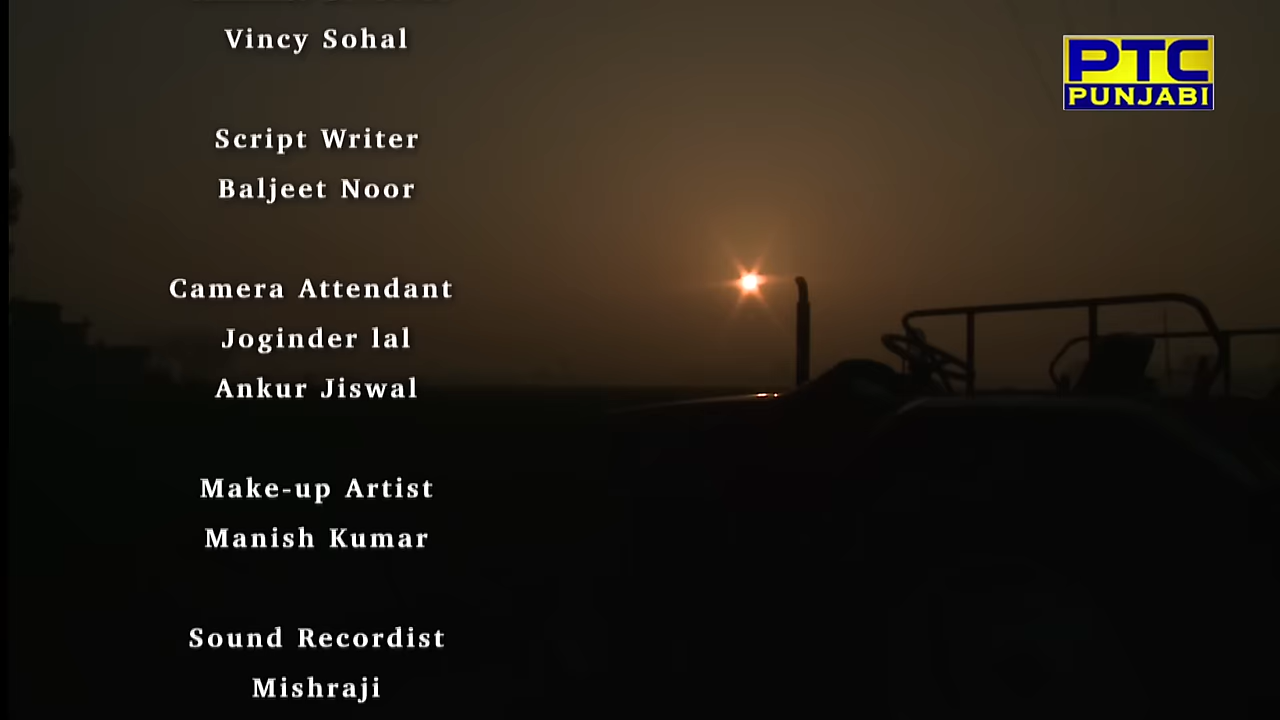 Vincy Sohal
Script Writer
Baljeet Noor
Camera Attendant
Joginder lal
Ankur Jiswal
Make-up Artist
Manish Kumar
Sound Recordist
Mishraji
PTC
PUNJABI